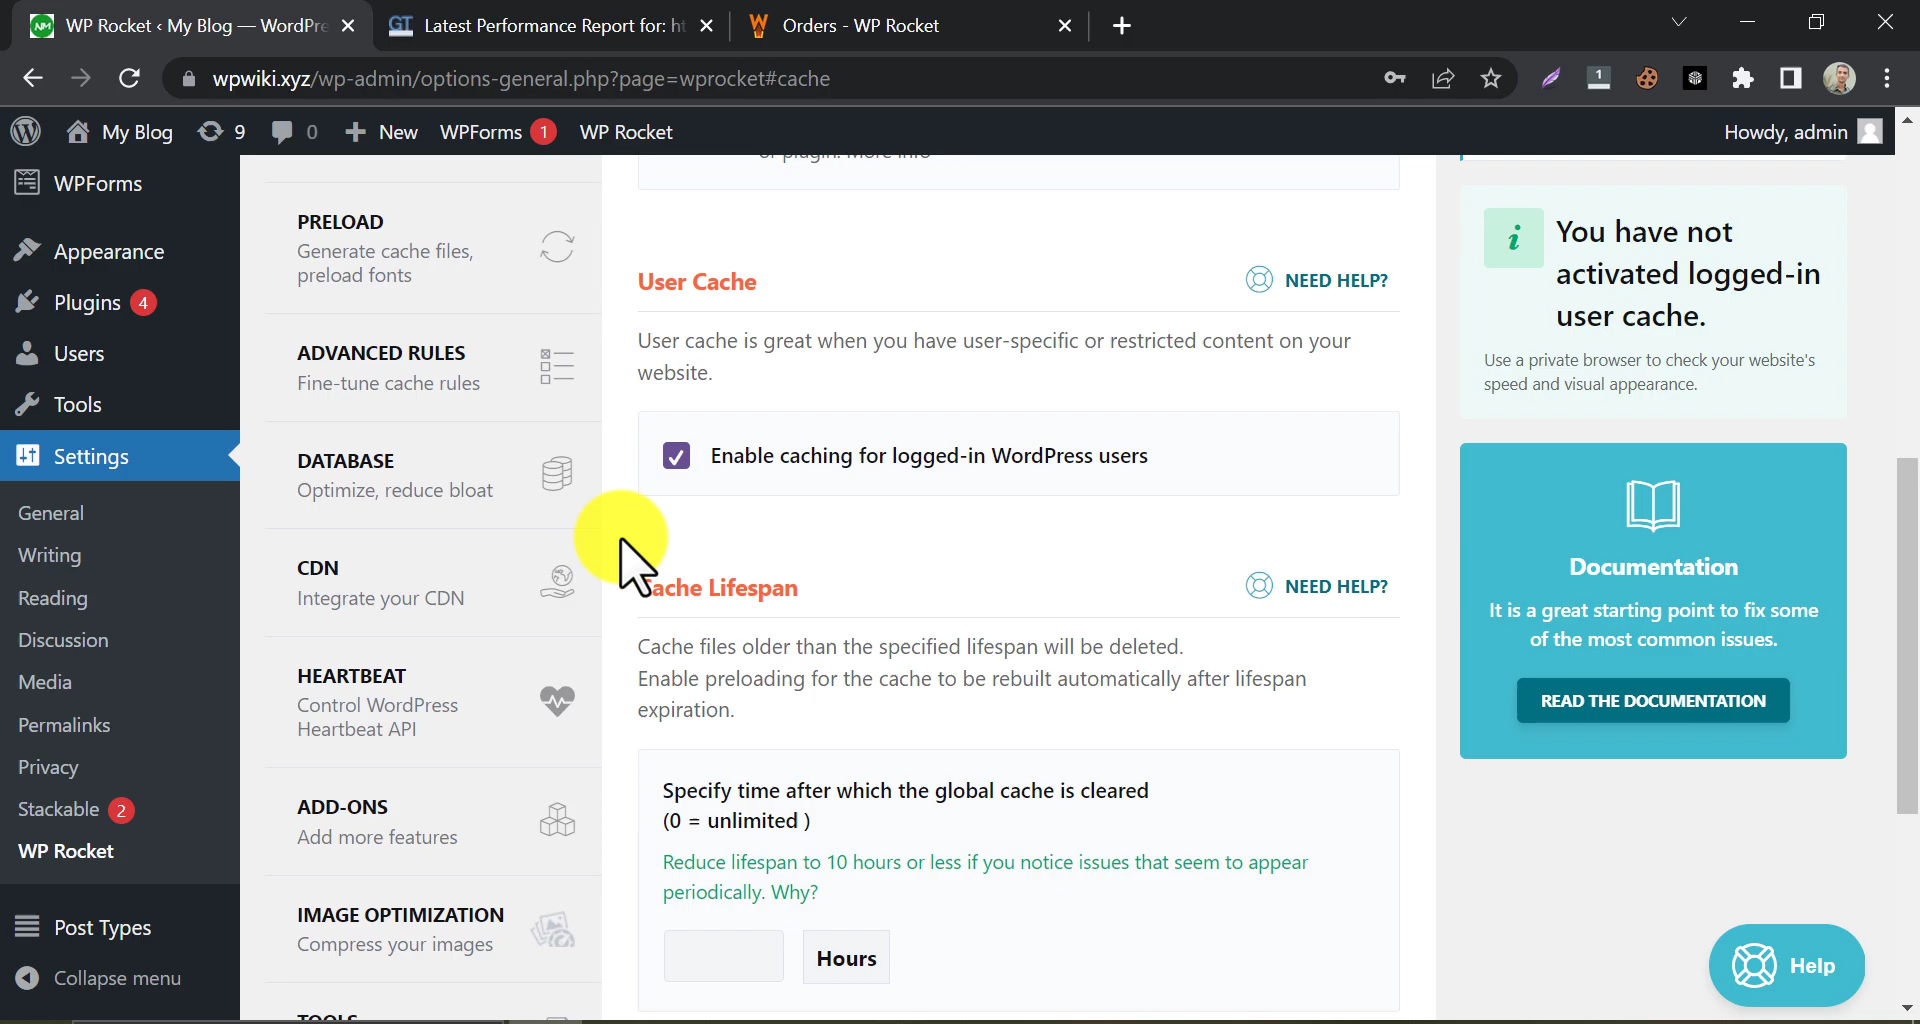 WP Rocket ‹ My Blog — WordPre
GT Latest Performance Report for: ht
Orders - WP Rocket
wpwiki.xyz/wp-admin/options-general.php?page=wprocket#cache
1
My Blog 9 0 New WPForms 1 WP Rocket
Howdy, admin
WPForms
Appearance
Plugins 4
Users
Tools
Settings
General
Writing
Reading
Discussion
Media
Permalinks
Privacy
Stackable 2
WP Rocket
Post Types
Collapse menu
PRELOAD
Generate cache files,
preload fonts
ADVANCED RULES
Fine-tune cache rules
DATABASE
Optimize, reduce bloat
CDN
Integrate your CDN
HEARTBEAT
Control WordPress
Heartbeat API
ADD-ONS
Add more features
IMAGE OPTIMIZATION
Compress your images
TOOLS
or plugin. More info
User Cache
NEED HELP?
User cache is great when you have user-specific or restricted content on your
website.
Enable caching for logged-in WordPress users
Cache Lifespan
NEED HELP?
Cache files older than the specified lifespan will be deleted.
Enable preloading for the cache to be rebuilt automatically after lifespan
expiration.
Specify time after which the global cache is cleared
(0 = unlimited )
Reduce lifespan to 10 hours or less if you notice issues that seem to appear
periodically. Why?
Hours
i
You have not
activated logged-in
user cache.
Use a private browser to check your website's
speed and visual appearance.
Documentation
It is a great starting point to fix some
of the most common issues.
READ THE DOCUMENTATION
Help